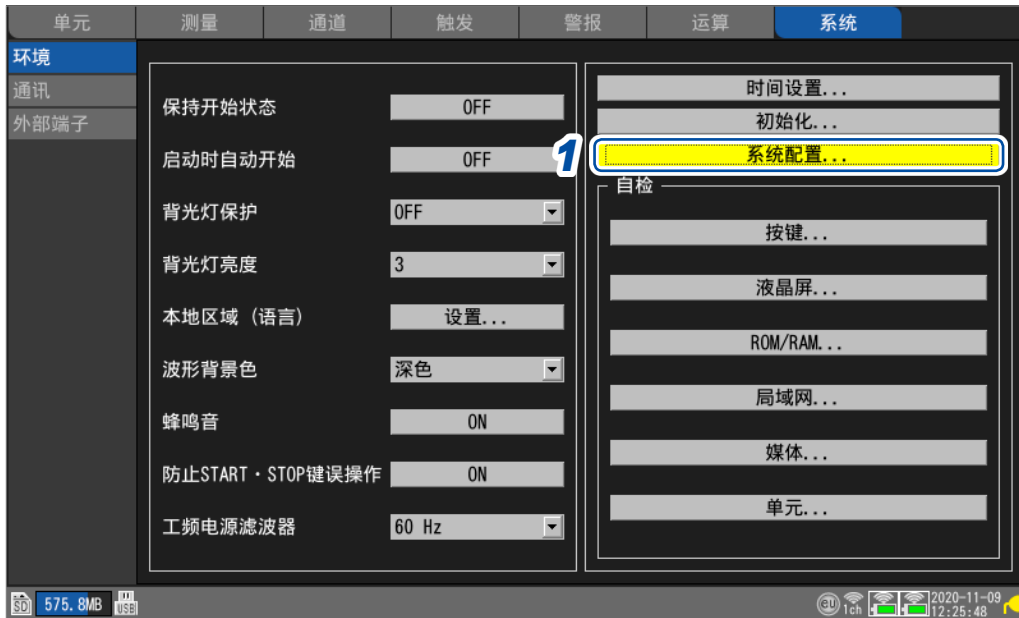 单元 测量 通道 触发 警报 运算 系统
环境
通讯
外部端子
保持开始状态 OFF
启动时自动开始 OFF
背光灯保护 OFF
背光灯亮度 3
本地区域（语言） 设置...
波形背景色 深色
蜂鸣音 ON
防止START・STOP键误操作 ON
工频电源滤波器 60 Hz
时间设置...
初始化...
1 系统配置...
自检
按键...
液晶屏...
ROM/RAM...
局域网...
媒体...
单元...
SD 575.8MB USB
eu 1ch 2020-11-09
12:25:48